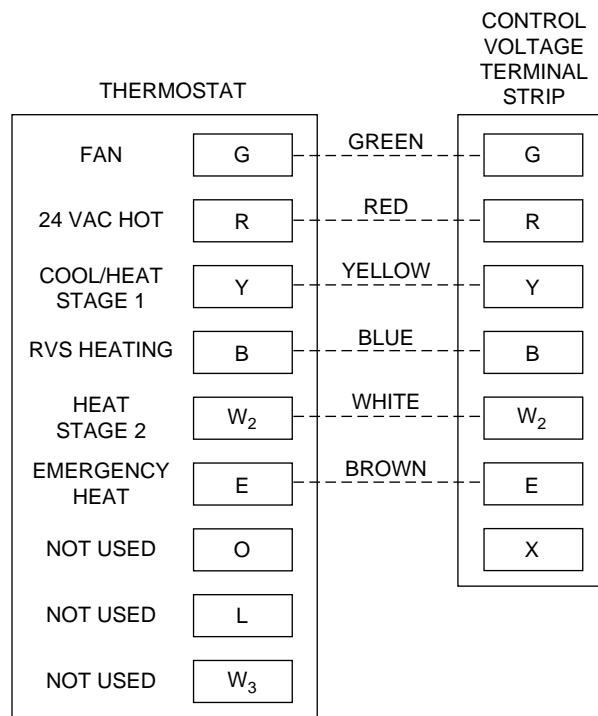 CONTROL
VOLTAGE
TERMINAL
STRIP
THERMOSTAT
FAN G GREEN G
24 VAC HOT R RED R
COOL/HEAT
STAGE 1 Y YELLOW Y
RVS HEATING B BLUE B
HEAT
STAGE 2 W₂ WHITE W₂
EMERGENCY
HEAT E BROWN E
NOT USED O X
NOT USED L
NOT USED W₃